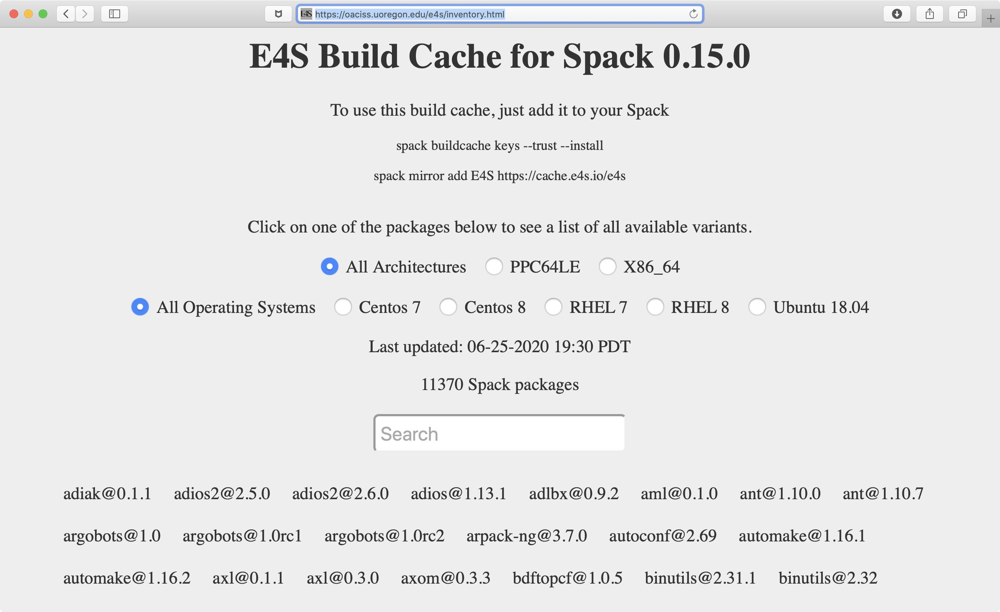 E4S https://oaciss.uoregon.edu/e4s/inventory.html
E4S Build Cache for Spack 0.15.0
To use this build cache, just add it to your Spack
spack buildcache keys --trust --install
spack mirror add E4S https://cache.e4s.io/e4s
Click on one of the packages below to see a list of all available variants.
All Architectures PPC64LE X86_64
All Operating Systems Centos 7 Centos 8 RHEL 7 RHEL 8 Ubuntu 18.04
Last updated: 06-25-2020 19:30 PDT
11370 Spack packages
Search
adiak@0.1.1 adios2@2.5.0 adios2@2.6.0 adios@1.13.1 adlbx@0.9.2 aml@0.1.0 ant@1.10.0 ant@1.10.7
argobots@1.0 argobots@1.0rc1 argobots@1.0rc2 arpack-ng@3.7.0 autoconf@2.69 automake@1.16.1
automake@1.16.2 axl@0.1.1 axl@0.3.0 axom@0.3.3 bdftopcf@1.0.5 binutils@2.31.1 binutils@2.32